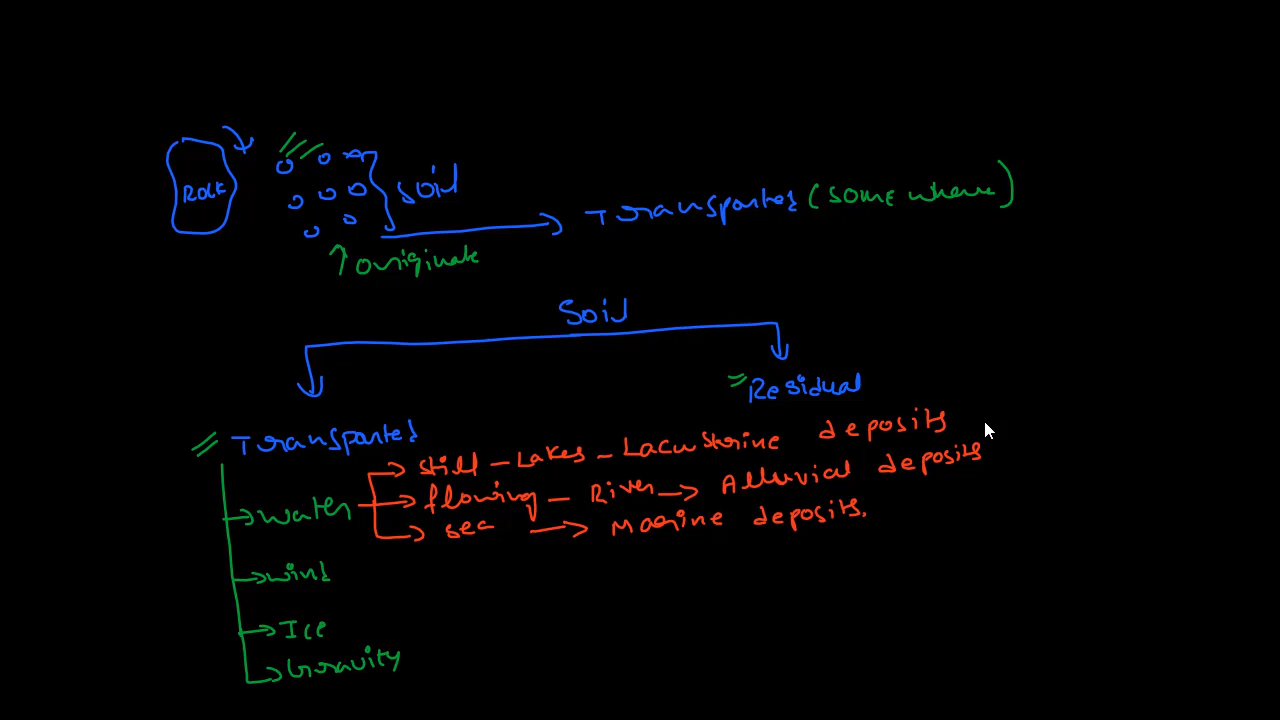 ROCK
Soil
Transported (some where)
↑ originate
Soil
Residual
Transported
Still - Lakes - Lacustrine deposits
water
flowing - River → Alluvial deposits
sea → Marine deposits.
wind
Ice
Gravity